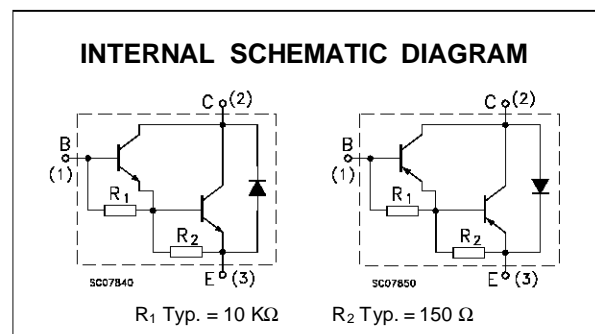 INTERNAL SCHEMATIC DIAGRAM
C (2)
C (2)
B
(1)
B
(1)
R1
R1
R2
R2
SC07840
E (3)
SC07850
E (3)
R1 Typ. = 10 KΩ
R2 Typ. = 150 Ω